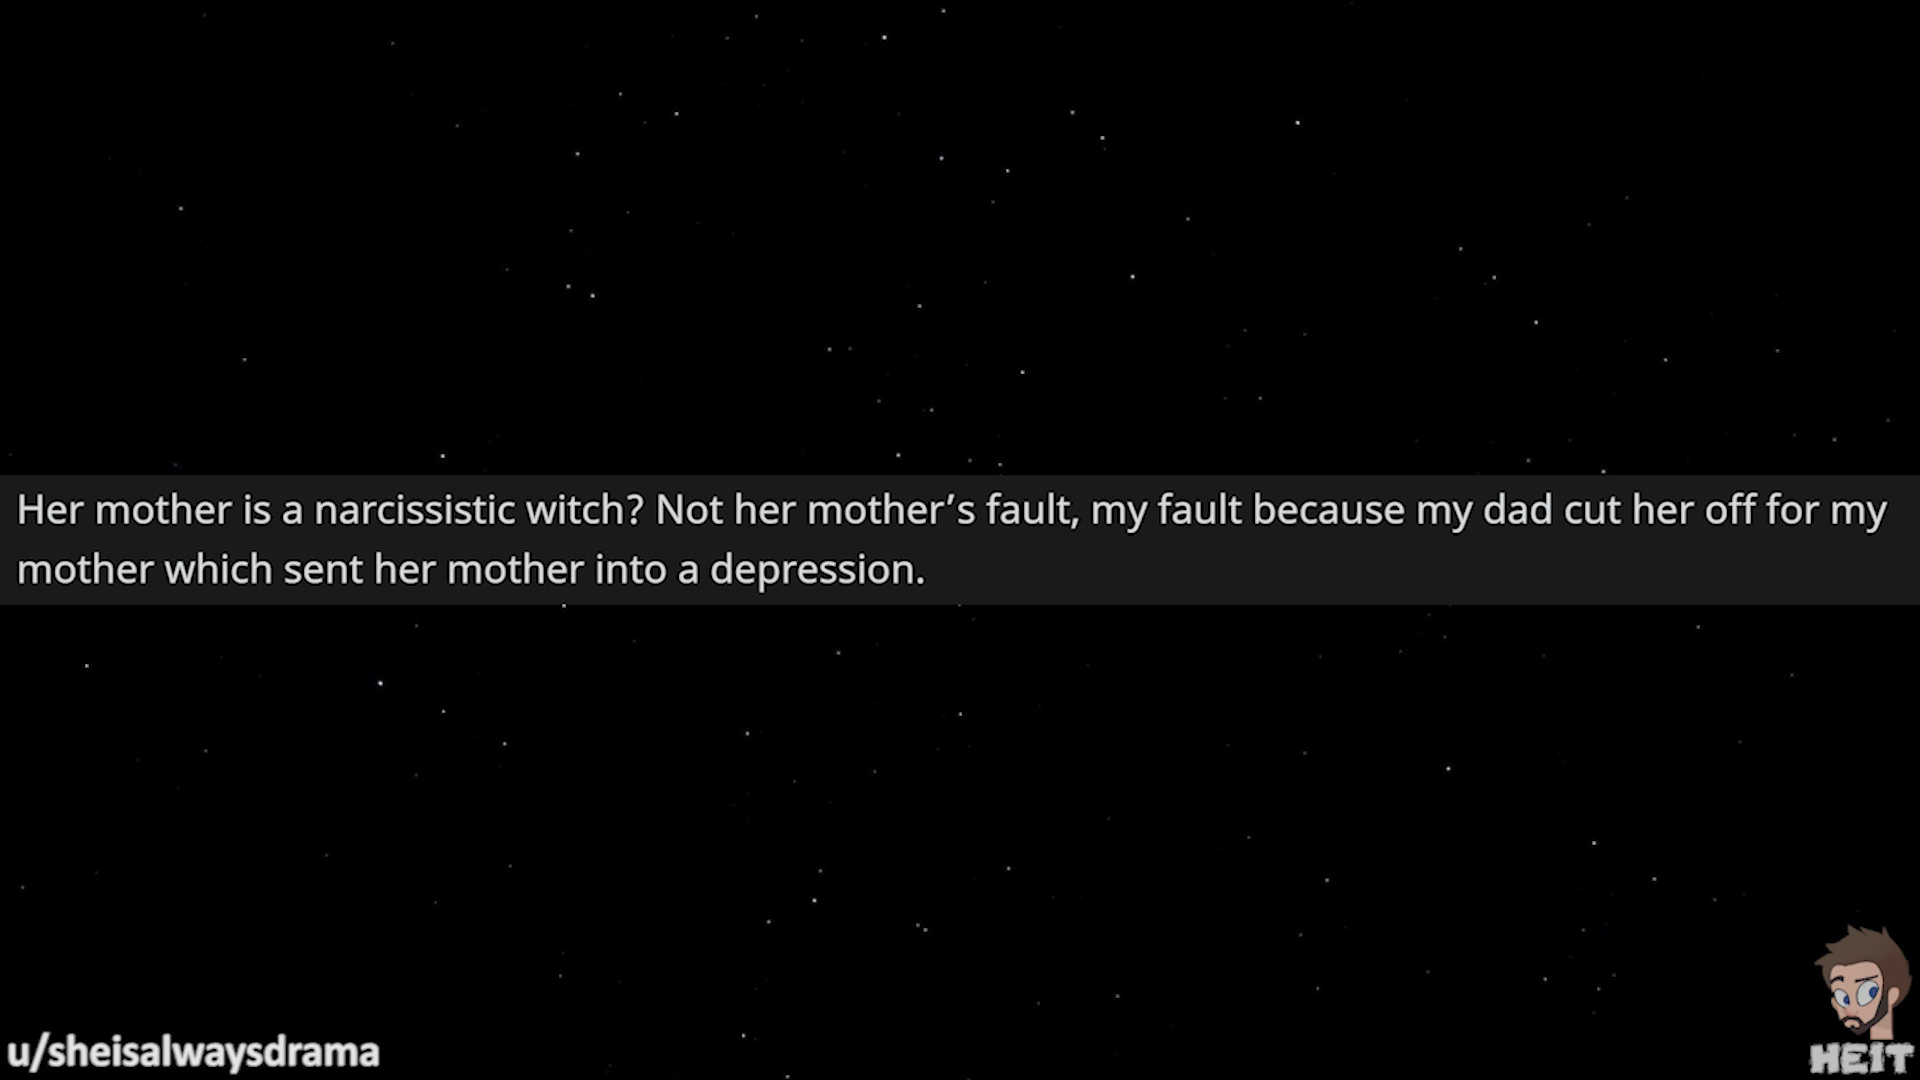 Her mother is a narcissistic witch? Not her mother’s fault, my fault because my dad cut her off for my
mother which sent her mother into a depression.
u/sheisalwaysdrama
HEIT